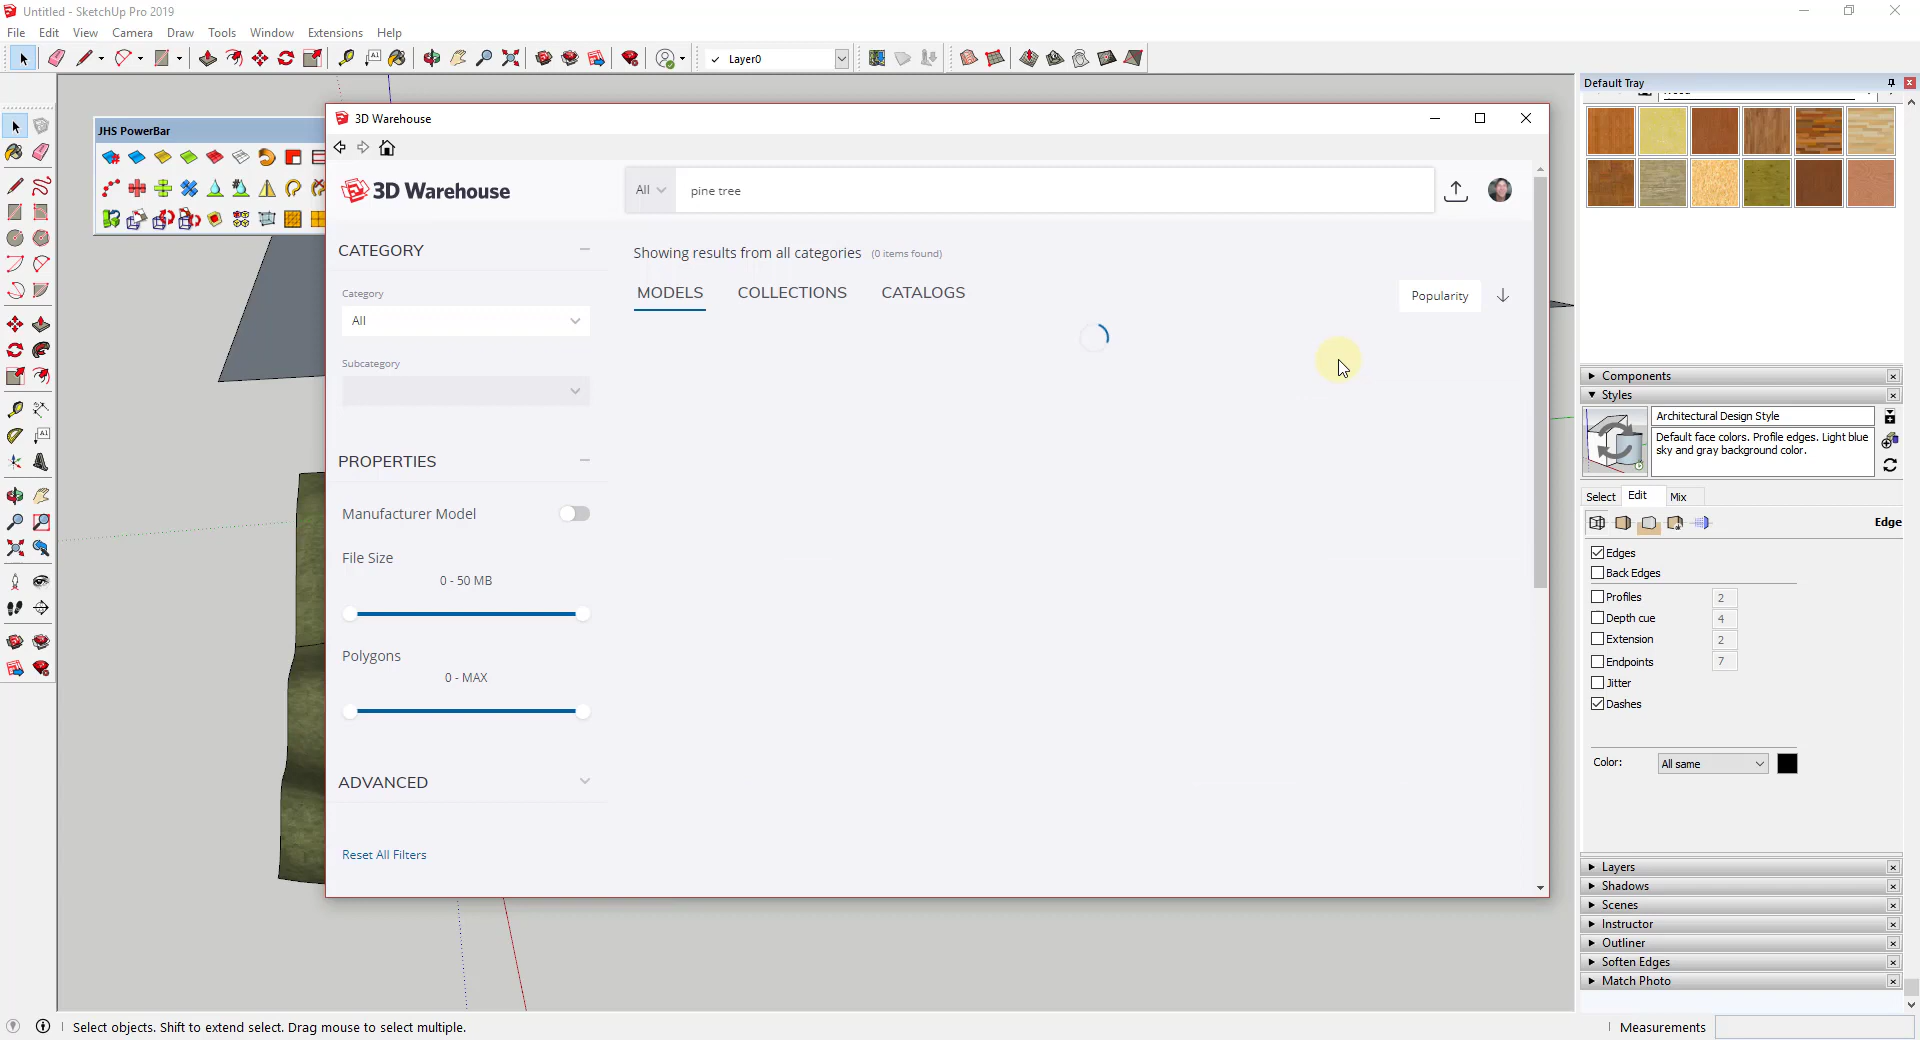 Untitled - SketchUp Pro 2019
File Edit View Camera Draw Tools Window Extensions Help
Layer0
Default Tray
JHS PowerBar
3D Warehouse
3D Warehouse
All
pine tree
CATEGORY
Showing results from all categories (0 items found)
MODELS COLLECTIONS CATALOGS
Popularity
Category
All
Subcategory
PROPERTIES
Manufacturer Model
File Size
0 - 50 MB
Polygons
0 - MAX
ADVANCED
Reset All Filters
Components
Styles
Architectural Design Style
Default face colors. Profile edges. Light blue
sky and gray background color.
Select Edit Mix
Edge
Edges
Back Edges
Profiles 2
Depth cue 4
Extension 2
Endpoints 7
Jitter
Dashes
Color: All same
Layers
Shadows
Scenes
Instructor
Outliner
Soften Edges
Match Photo
Select objects. Shift to extend select. Drag mouse to select multiple.
Measurements